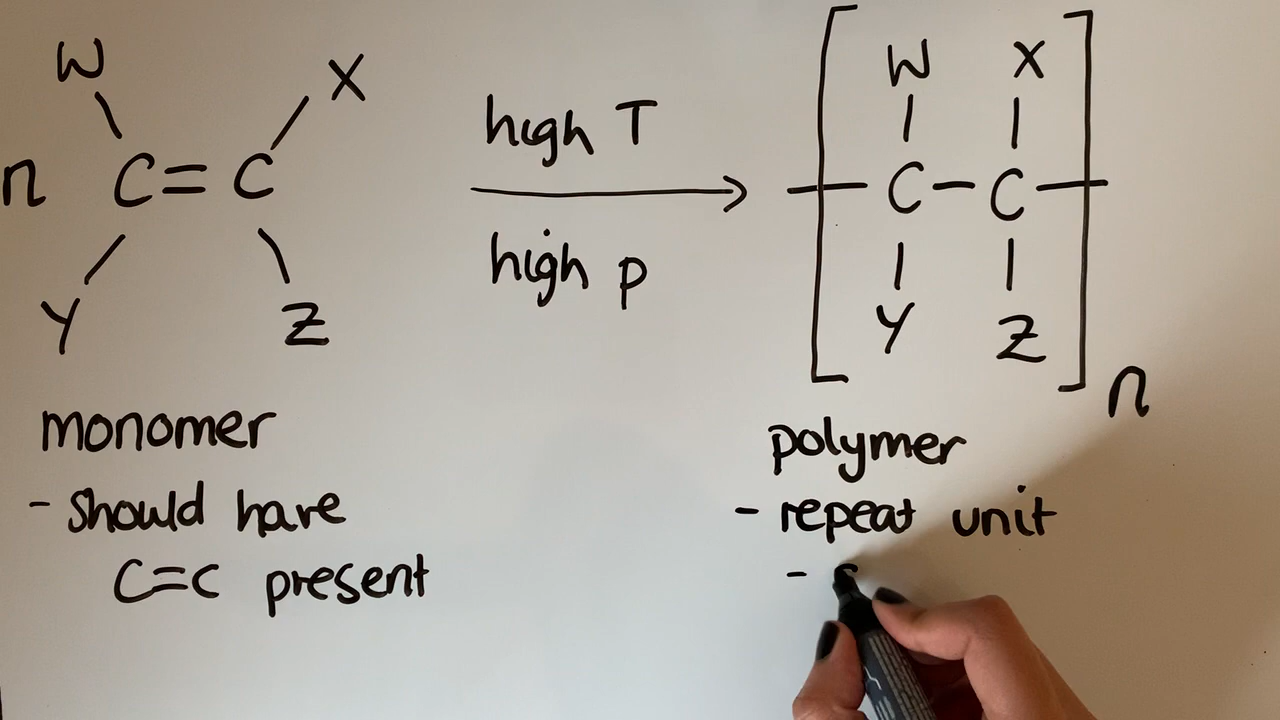 W X
n C=C
Y Z
high T
high p
W X
C-C
Y Z
n
monomer
- should have
C=C present
polymer
- repeat unit
-